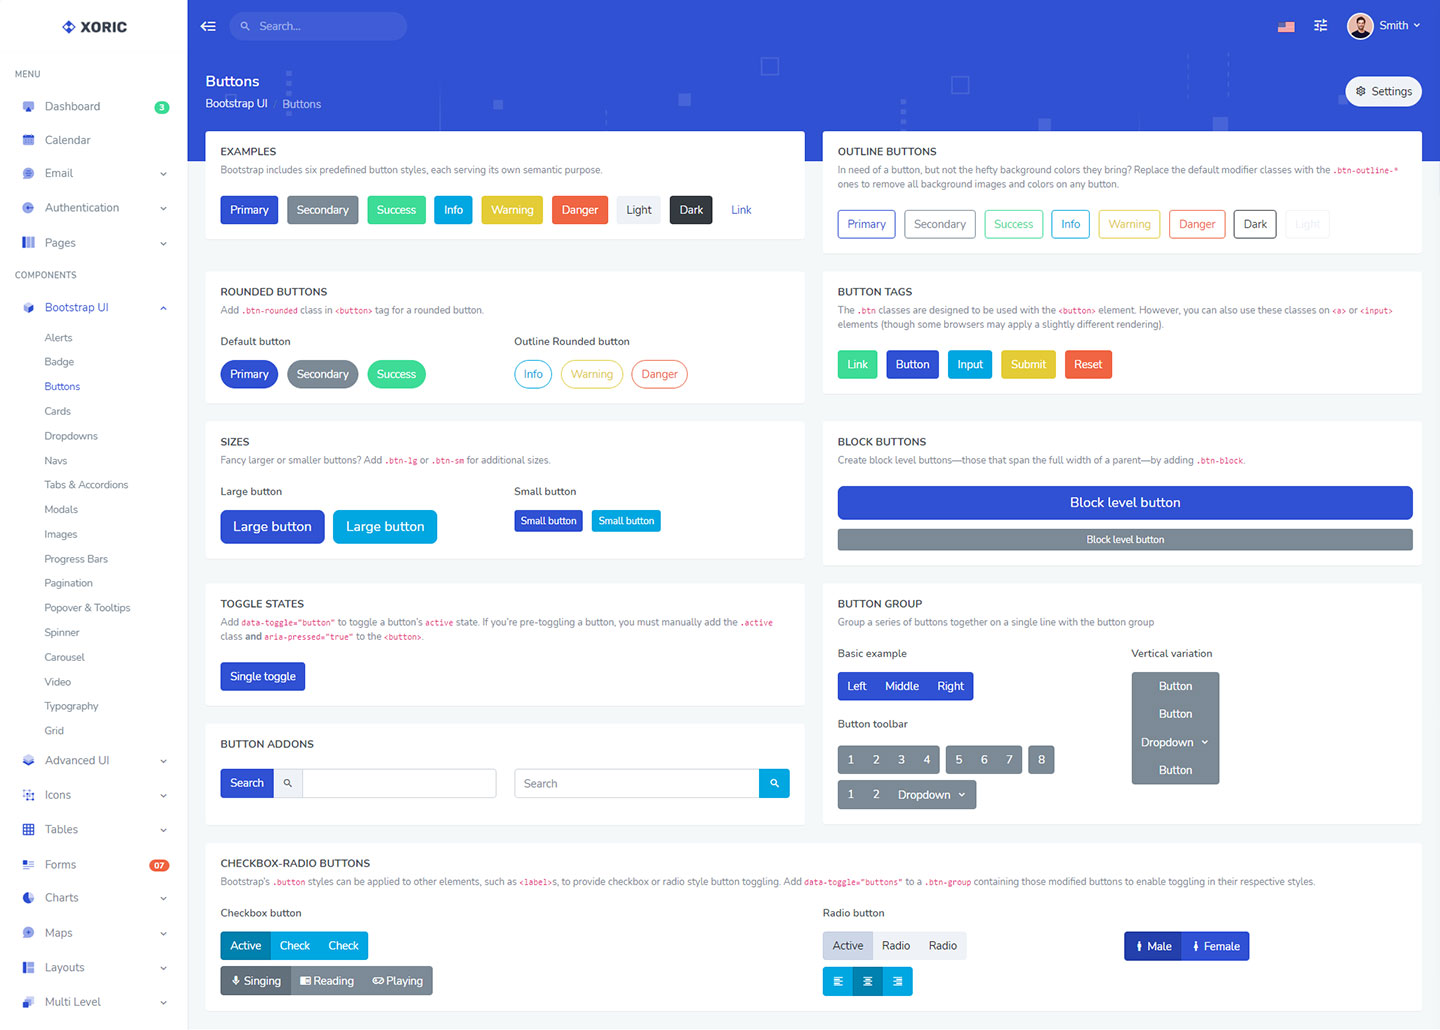 XORIC
Search...
Smith
MENU
Dashboard 3
Calendar
Email
Authentication
Pages
COMPONENTS
Bootstrap UI
Alerts
Badge
Buttons
Cards
Dropdowns
Navs
Tabs & Accordions
Modals
Images
Progress Bars
Pagination
Popover & Tooltips
Spinner
Carousel
Video
Typography
Grid
Advanced UI
Icons
Tables
Forms 07
Charts
Maps
Layouts
Multi Level
Buttons
Bootstrap UI / Buttons
Settings
EXAMPLES
Bootstrap includes six predefined button styles, each serving its own semantic purpose.
Primary Secondary Success Info Warning Danger Light Dark Link
OUTLINE BUTTONS
In need of a button, but not the hefty background colors they bring? Replace the default modifier classes with the .btn-outline-*
ones to remove all background images and colors on any button.
Primary Secondary Success Info Warning Danger Dark Light
ROUNDED BUTTONS
Add .btn-rounded class in <button> tag for a rounded button.
Default button
Primary Secondary Success
Outline Rounded button
Info Warning Danger
BUTTON TAGS
The .btn classes are designed to be used with the <button> element. However, you can also use these classes on <a> or <input>
elements (though some browsers may apply a slightly different rendering).
Link Button Input Submit Reset
SIZES
Fancy larger or smaller buttons? Add .btn-lg or .btn-sm for additional sizes.
Large button
Large button Large button
Small button
Small button Small button
BLOCK BUTTONS
Create block level buttons—those that span the full width of a parent—by adding .btn-block.
Block level button
Block level button
TOGGLE STATES
Add data-toggle="button" to toggle a button's active state. If you're pre-toggling a button, you must manually add the .active
class and aria-pressed="true" to the <button>.
Single toggle
BUTTON GROUP
Group a series of buttons together on a single line with the button group
Basic example
Left Middle Right
Button toolbar
1 2 3 4 5 6 7 8
1 2 Dropdown
Vertical variation
Button
Button
Dropdown
Button
BUTTON ADDONS
Search
Search
CHECKBOX-RADIO BUTTONS
Bootstrap's .button styles can be applied to other elements, such as <label>s, to provide checkbox or radio style button toggling. Add data-toggle="buttons" to a .btn-group containing those modified buttons to enable toggling in their respective styles.
Checkbox button
Active Check Check
Singing Reading Playing
Radio button
Active Radio Radio
Male Female